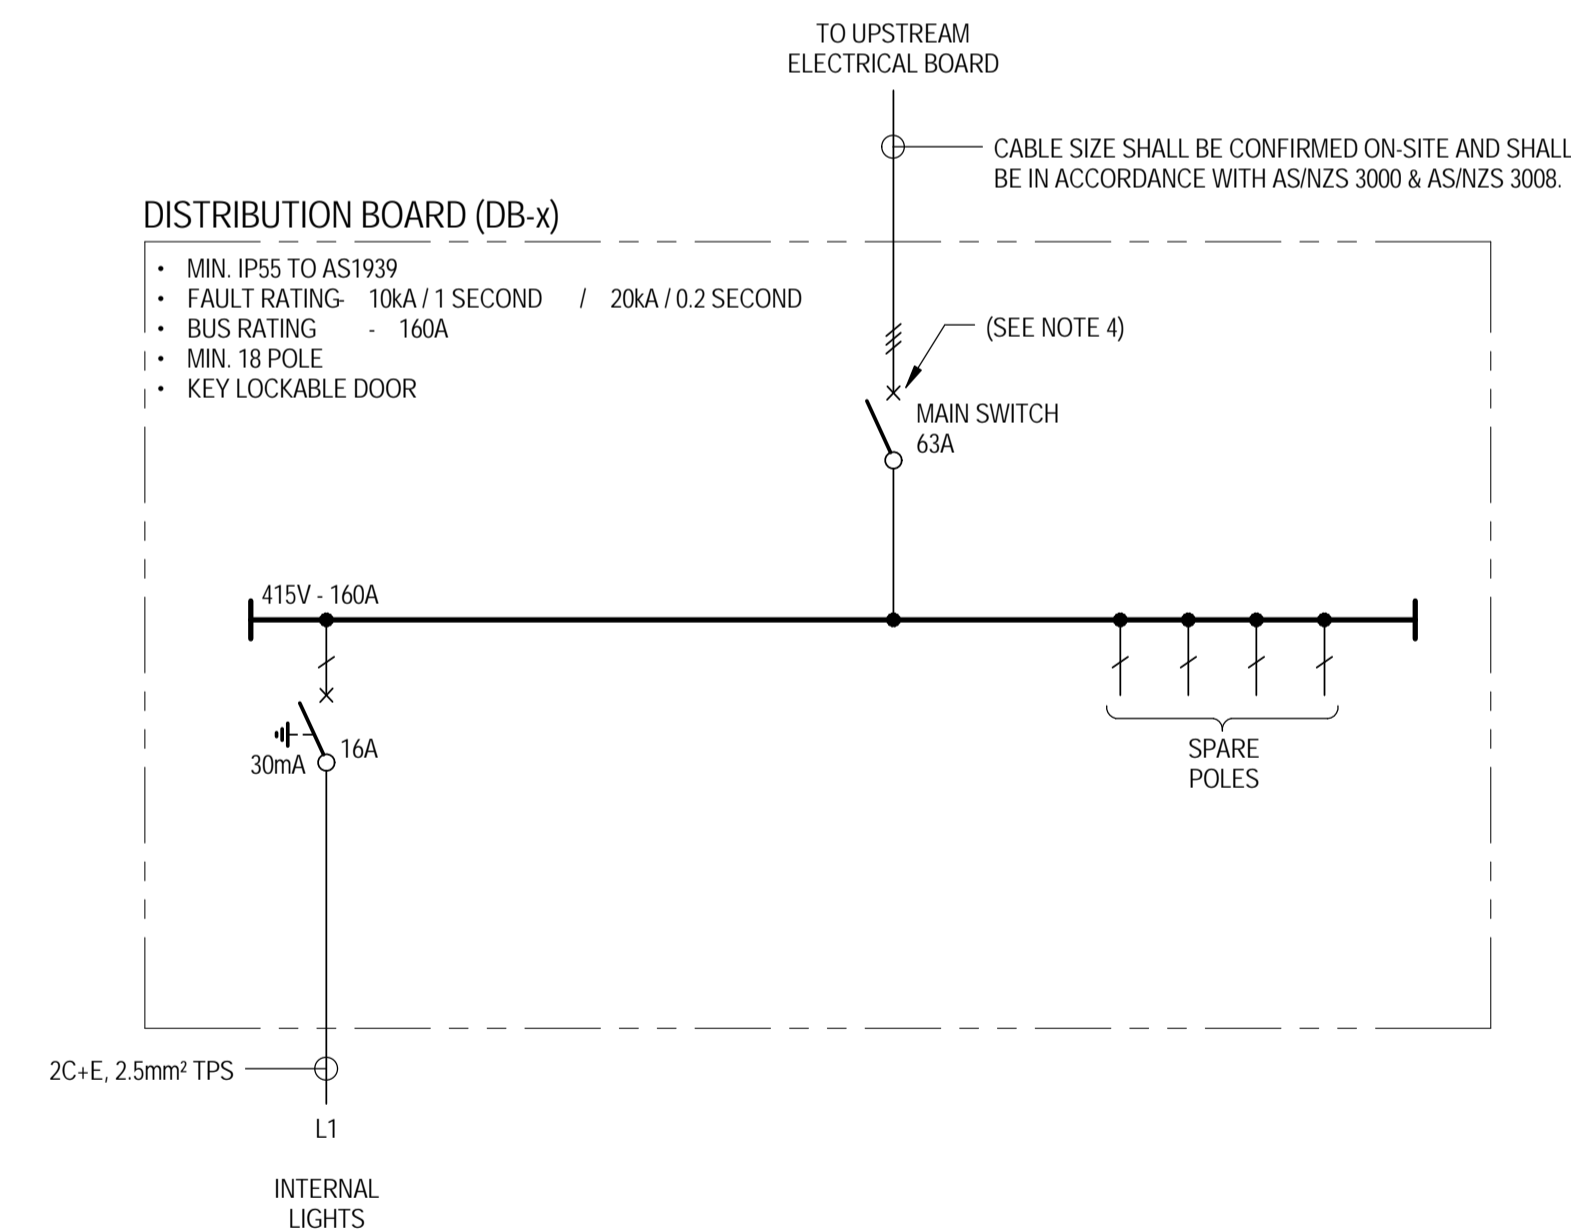 TO UPSTREAM
ELECTRICAL BOARD
CABLE SIZE SHALL BE CONFIRMED ON-SITE AND SHALL
BE IN ACCORDANCE WITH AS/NZS 3000 & AS/NZS 3008.
DISTRIBUTION BOARD (DB-x)
• MIN. IP55 TO AS1939
• FAULT RATING- 10kA / 1 SECOND / 20kA / 0.2 SECOND
• BUS RATING - 160A
• MIN. 18 POLE
• KEY LOCKABLE DOOR
(SEE NOTE 4)
MAIN SWITCH
63A
415V - 160A
16A
30mA
SPARE
POLES
2C+E, 2.5mm² TPS
L1
INTERNAL
LIGHTS